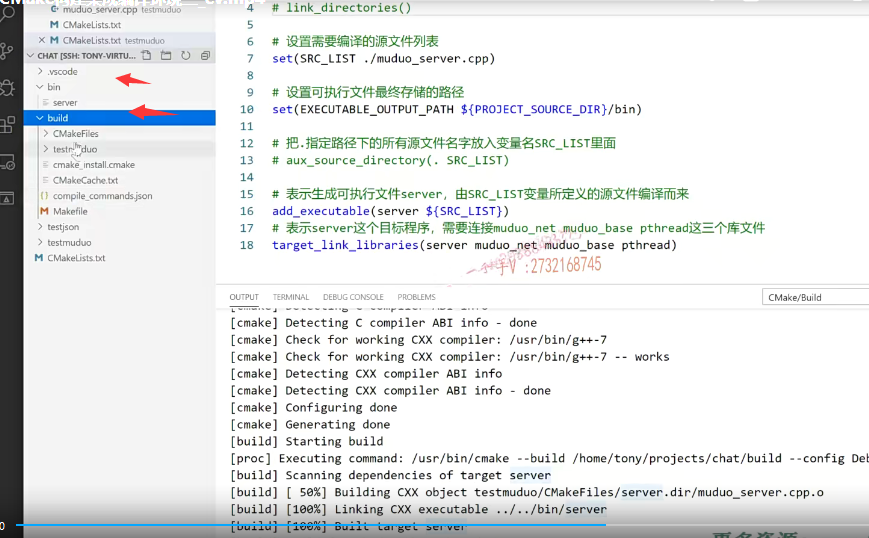 muduo_server.cpp testmuduo
CMakeLists.txt
CMakeLists.txt testmuduo
CHAT [SSH: TONY-VIRTU...
.vscode
bin
server
build
CMakeFiles
testmuduo
cmake_install.cmake
CMakeCache.txt
compile_commands.json
Makefile
testjson
testmuduo
CMakeLists.txt
4 # link_directories()
5
6 # 设置需要编译的源文件列表
7 set(SRC_LIST ./muduo_server.cpp)
8
9 # 设置可执行文件最终存储的路径
10 set(EXECUTABLE_OUTPUT_PATH ${PROJECT_SOURCE_DIR}/bin)
11
12 # 把.指定路径下的所有源文件名字放入变量名SRC_LIST里面
13 # aux_source_directory(. SRC_LIST)
14
15 # 表示生成可执行文件server，由SRC_LIST变量所定义的源文件编译而来
16 add_executable(server ${SRC_LIST})
17 # 表示server这个目标程序，需要连接muduo_net muduo_base pthread这三个库文件
18 target_link_libraries(server muduo_net muduo_base pthread)
:2732168745
OUTPUT TERMINAL DEBUG CONSOLE PROBLEMS
CMake/Build
[cmake] Detecting C compiler ABI info
[cmake] Detecting C compiler ABI info - done
[cmake] Check for working CXX compiler: /usr/bin/g++-7
[cmake] Check for working CXX compiler: /usr/bin/g++-7 -- works
[cmake] Detecting CXX compiler ABI info
[cmake] Detecting CXX compiler ABI info - done
[cmake] Configuring done
[cmake] Generating done
[build] Starting build
[proc] Executing command: /usr/bin/cmake --build /home/tony/projects/chat/build --config Deb
[build] Scanning dependencies of target server
[build] [ 50%] Building CXX object testmuduo/CMakeFiles/server.dir/muduo_server.cpp.o
[build] [100%] Linking CXX executable ../../bin/server
[build] [100%] Built target server